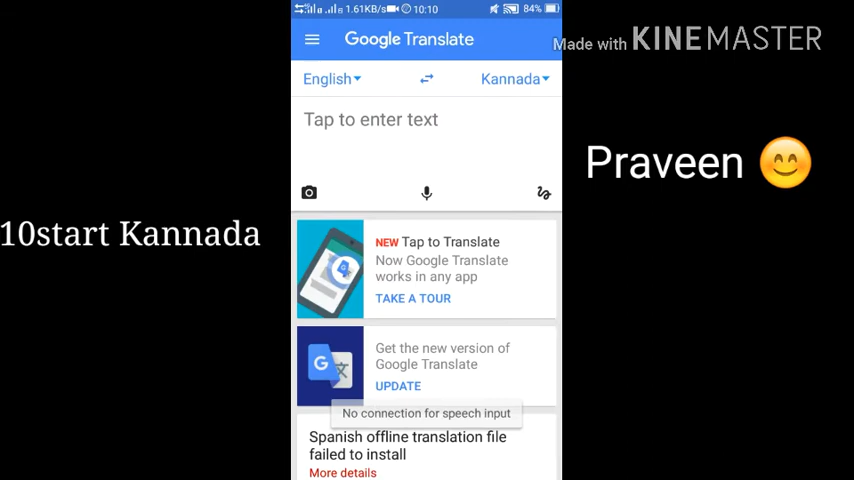 1.61KB/s 10:10 84%
Google Translate
Made with KINEMASTER
English Kannada
Tap to enter text
Praveen 😊
10start Kannada
NEW Tap to Translate
Now Google Translate
works in any app
TAKE A TOUR
Get the new version of
Google Translate
UPDATE
No connection for speech input
Spanish offline translation file
failed to install
More details